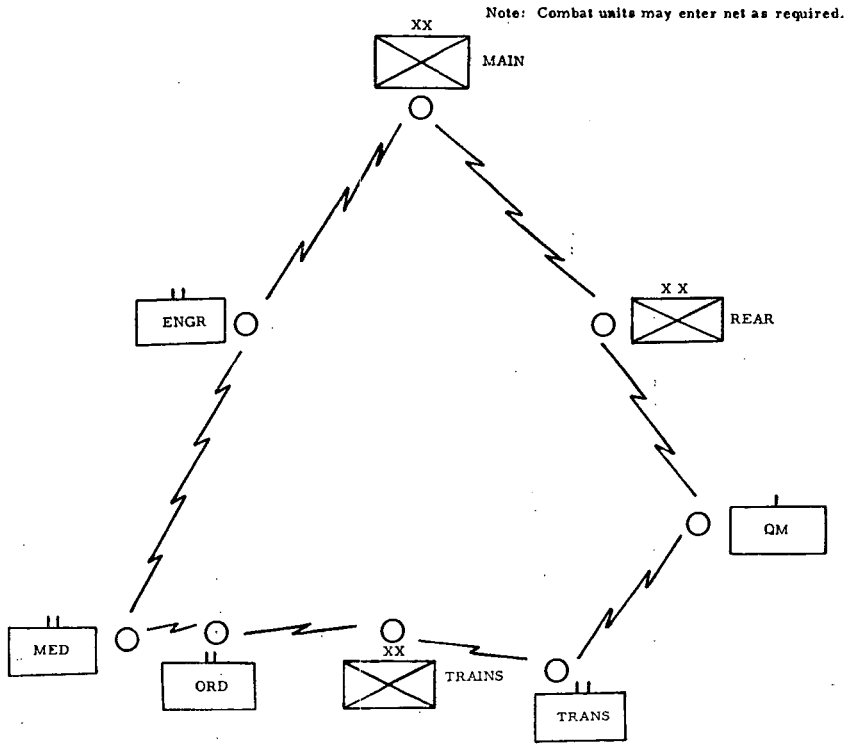 Note: Combat units may enter net as required.
XX
MAIN
ENGR
X X
REAR
QM
MED
ORD
XX
TRAINS
TRANS